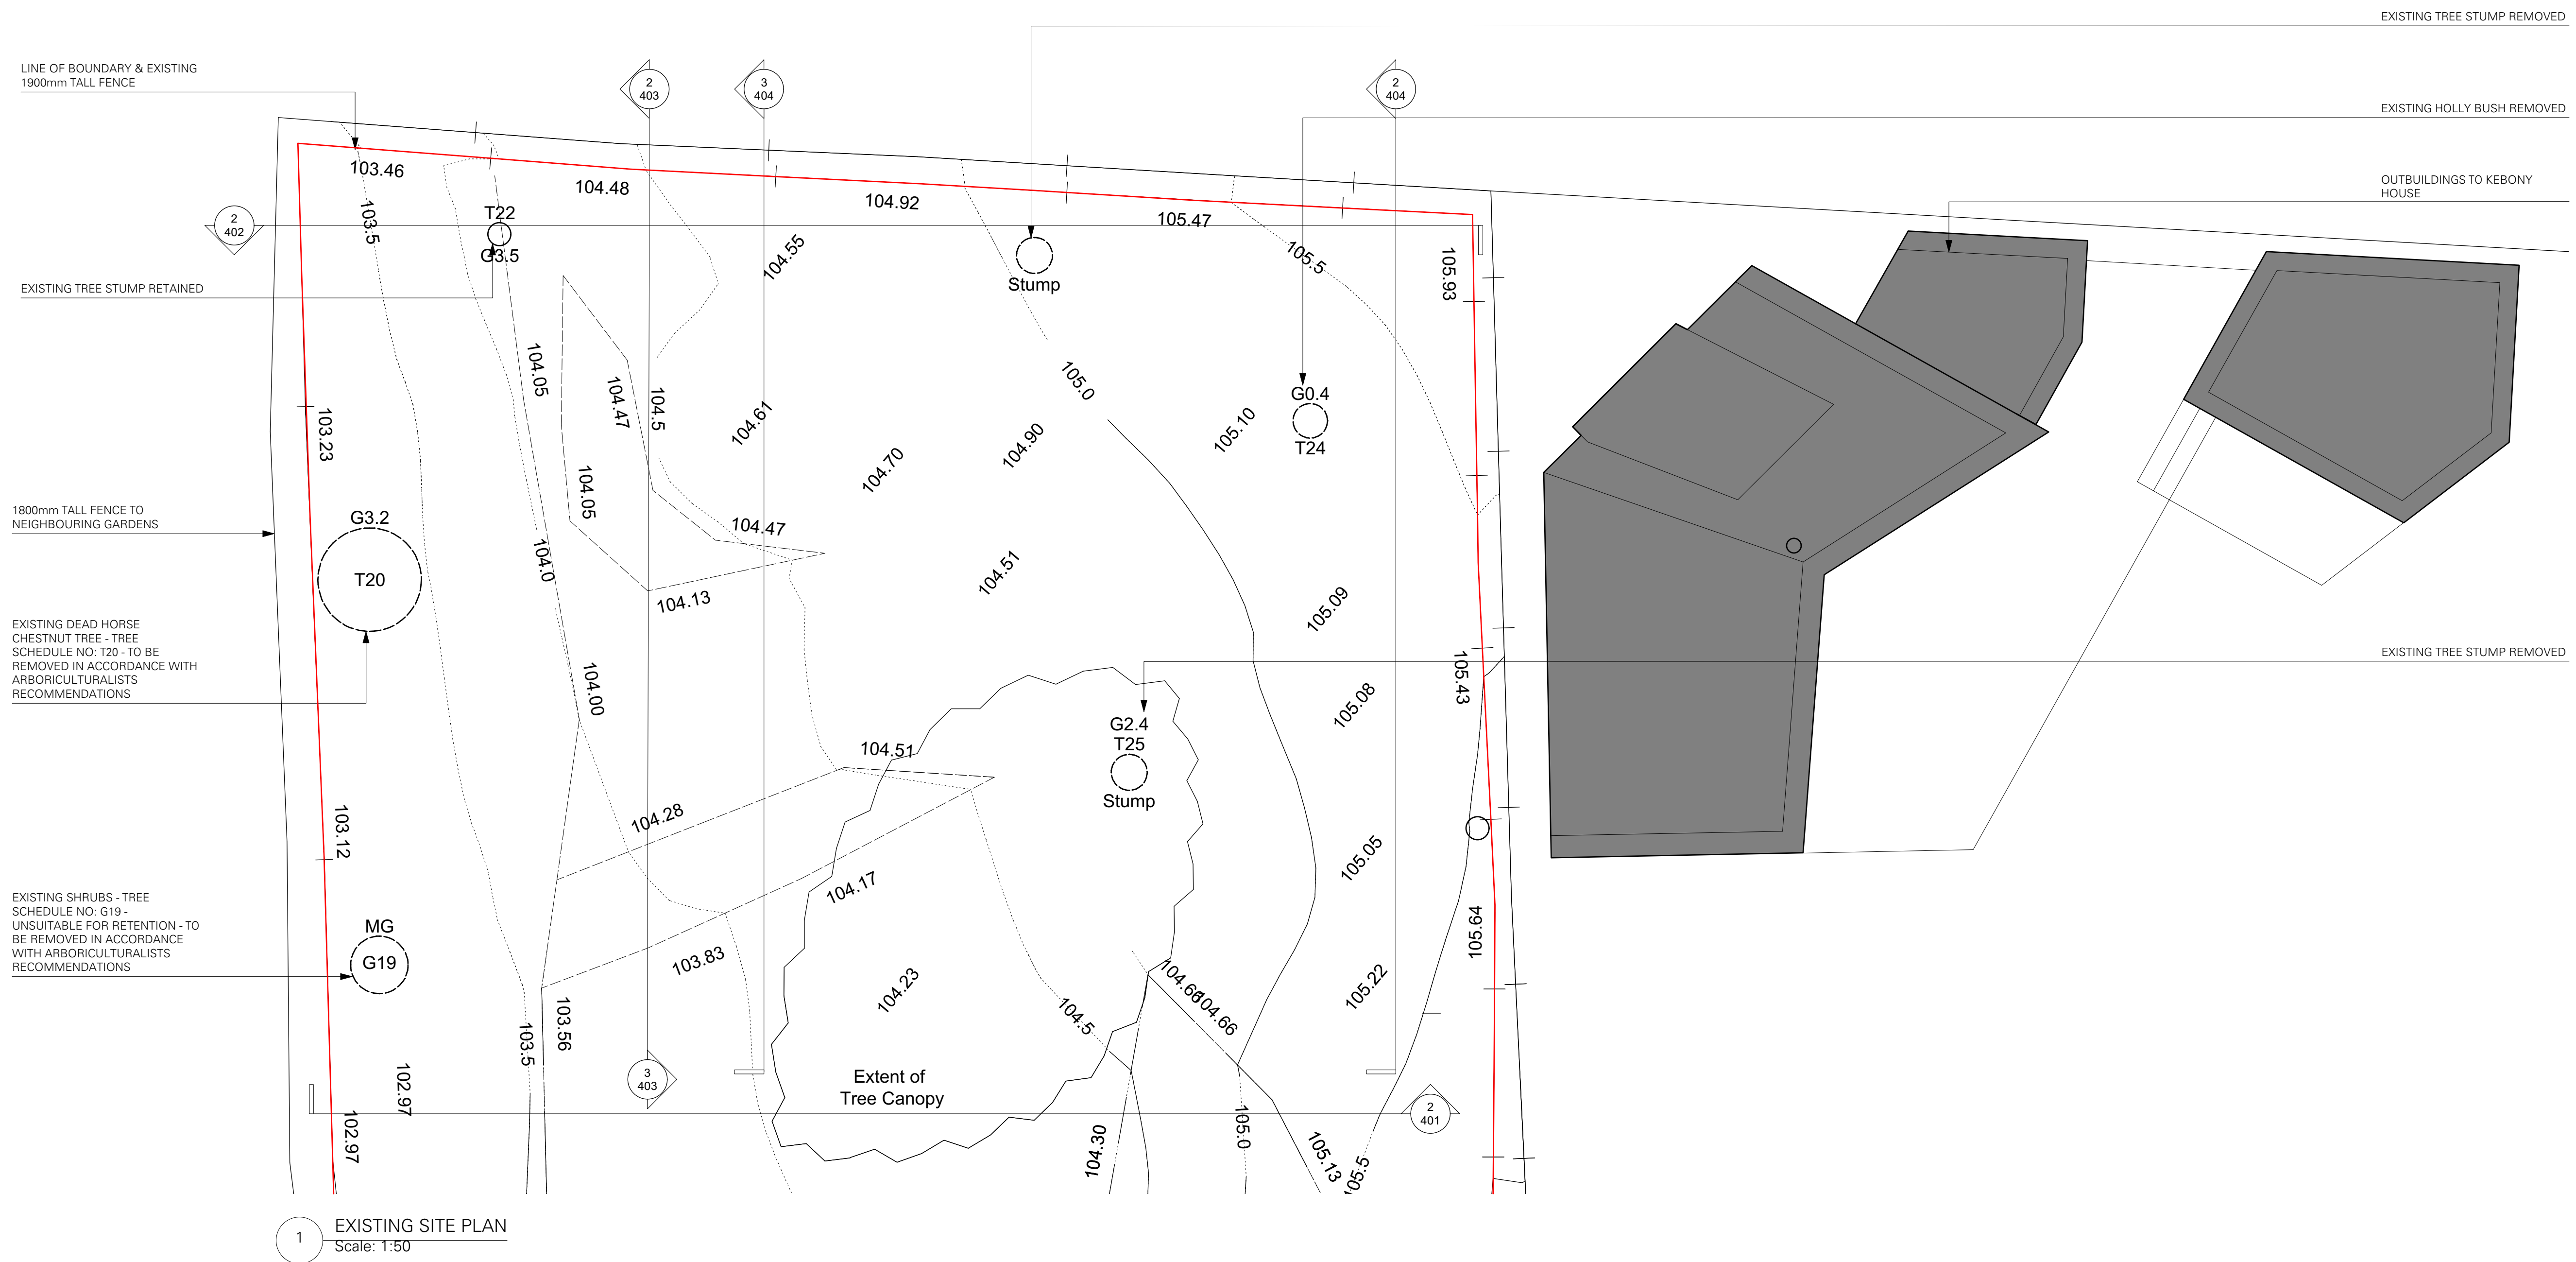 EXISTING TREE STUMP REMOVED
LINE OF BOUNDARY & EXISTING
1900mm TALL FENCE
2
403
3
404
2
404
EXISTING HOLLY BUSH REMOVED
OUTBUILDINGS TO KEBONY
HOUSE
103.46
104.48
104.92
105.47
2
402
T22
G3.5
103.5
104.55
Stump
105.5
105.93
EXISTING TREE STUMP RETAINED
104.05
104.47
104.5
104.61
105.0
G0.4
T24
105.10
103.23
104.70
104.90
104.05
104.47
1800mm TALL FENCE TO
NEIGHBOURING GARDENS
G3.2
T20
104.0
104.13
104.51
105.09
EXISTING DEAD HORSE
CHESTNUT TREE - TREE
SCHEDULE NO: T20 - TO BE
REMOVED IN ACCORDANCE WITH
ARBORICULTURALISTS
RECOMMENDATIONS
EXISTING TREE STUMP REMOVED
104.00
105.43
105.08
G2.4
T25
Stump
104.51
104.28
103.12
105.05
104.17
EXISTING SHRUBS - TREE
SCHEDULE NO: G19 -
UNSUITABLE FOR RETENTION - TO
BE REMOVED IN ACCORDANCE
WITH ARBORICULTURALISTS
RECOMMENDATIONS
MG
G19
103.83
104.23
105.64
104.66
104.66
105.22
103.5
103.56
104.5
102.97
3
403
Extent of
Tree Canopy
2
401
102.97
104.30
105.0
105.13
105.5
1
EXISTING SITE PLAN
Scale: 1:50